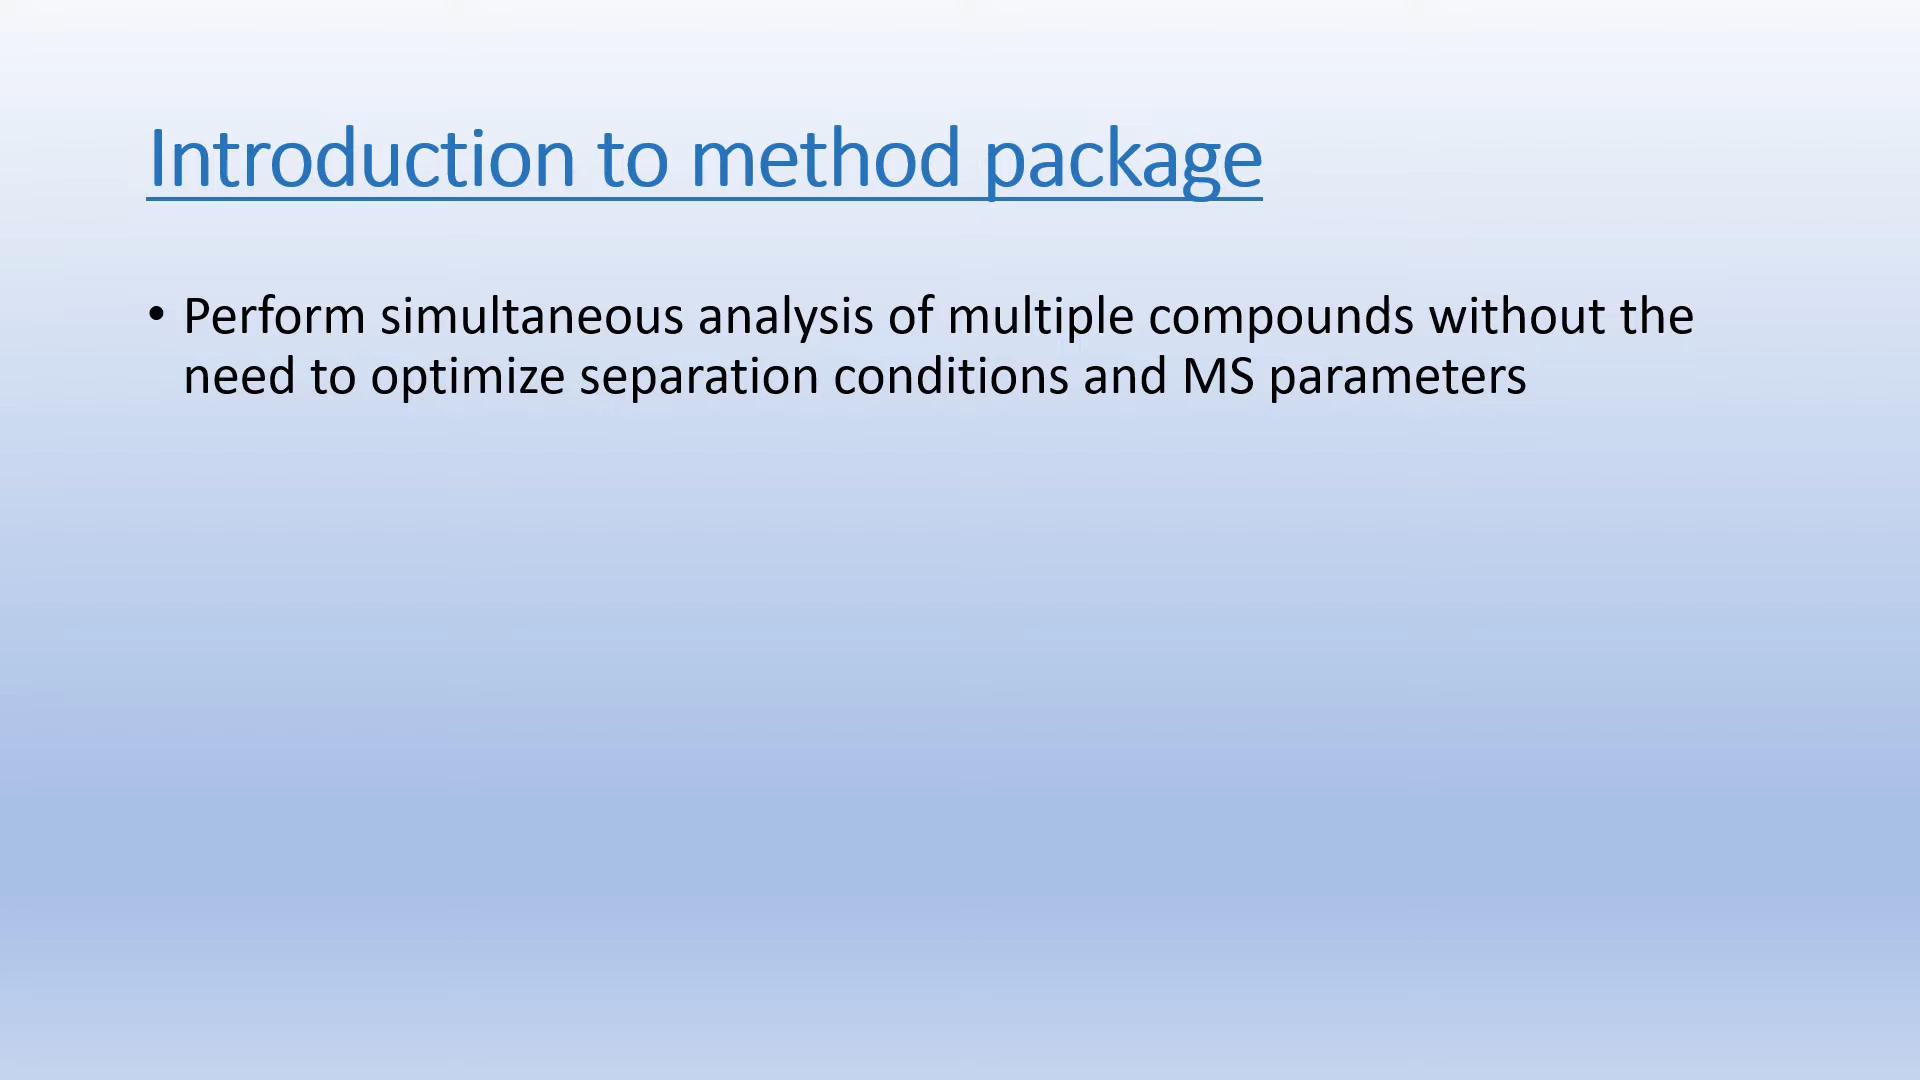 Introduction to method package
• Perform simultaneous analysis of multiple compounds without the
need to optimize separation conditions and MS parameters